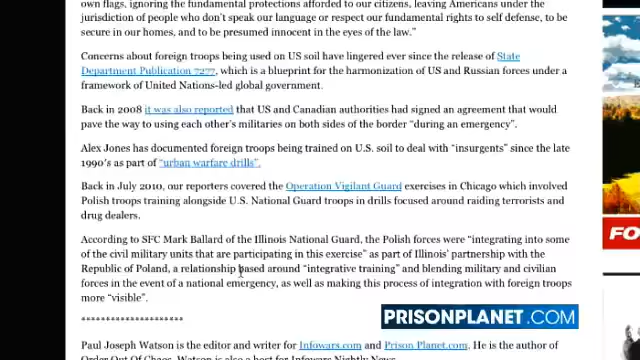 own flags, ignoring the fundamental protections afforded to our citizens, leaving Americans under the
jurisdiction of people who don't speak our language or respect our fundamental rights to self defense, to be
secure in our homes, and to be presumed innocent in the eyes of the law."
Concerns about foreign troops being used on US soil have lingered ever since the release of State
Department Publication 7277, which is a blueprint for the harmonization of US and Russian forces under a
framework of United Nations-led global government.
Back in 2008 it was also reported that US and Canadian authorities had signed an agreement that would
pave the way to using each other's militaries on both sides of the border "during an emergency".
Alex Jones has documented foreign troops being trained on U.S. soil to deal with "insurgents" since the late
1990's as part of "urban warfare drills".
Back in July 2010, our reporters covered the Operation Vigilant Guard exercises in Chicago which involved
Polish troops training alongside U.S. National Guard troops in drills focused around raiding terrorists and
drug dealers.
According to SFC Mark Ballard of the Illinois National Guard, the Polish forces were "integrating into some
of the civil military units that are participating in this exercise" as part of Illinois' partnership with the
Republic of Poland, a relationship based around "integrative training" and blending military and civilian
forces in the event of a national emergency, as well as making this process of integration with foreign troops
more "visible".
*********************
Paul Joseph Watson is the editor and writer for Infowars.com and Prison Planet.com. He is the author of
Order Out Of Chaos. Watson is also a host for Infowars Nightly News.
FO
PRISONPLANET.COM